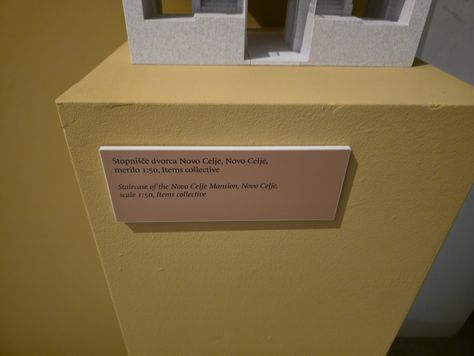 Stopnišče dvorca Novo Celje, Novo Celje,
merilo 1:50, Items collective
Staircase of the Novo Celje Mansion, Novo Celje,
scale 1:50, Items collective